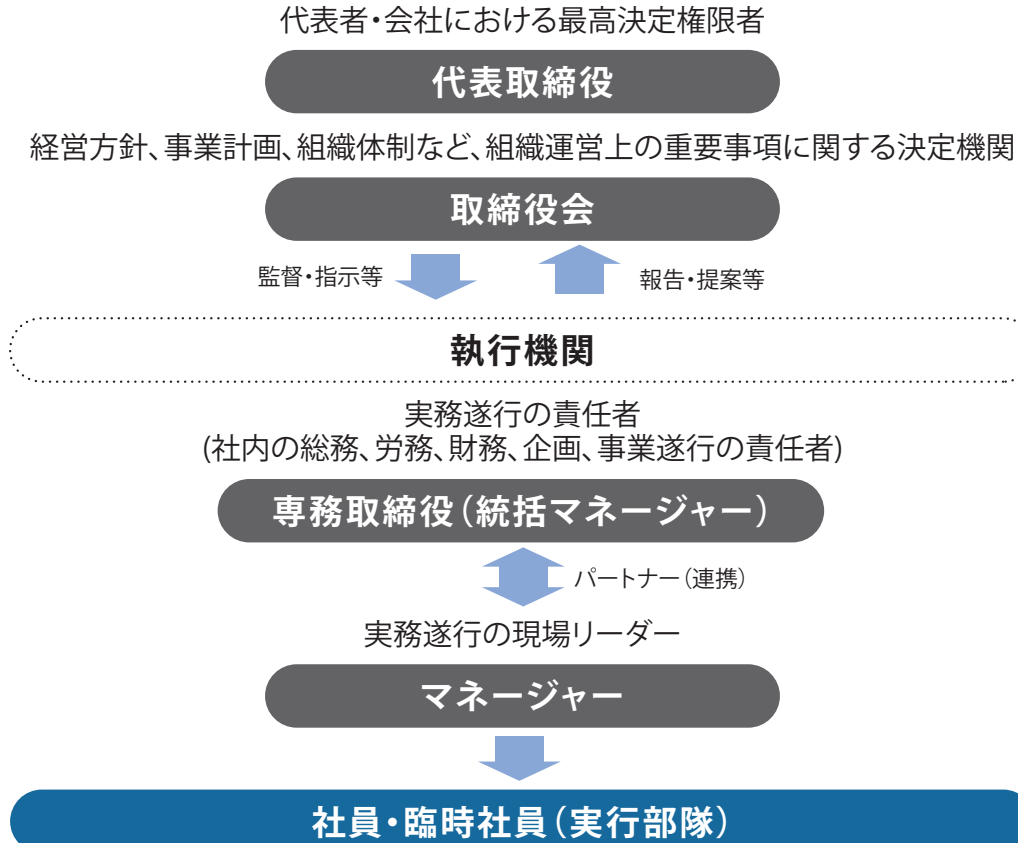 代表者・会社における最高決定権限者
代表取締役
経営方針、事業計画、組織体制など、組織運営上の重要事項に関する決定機関
取締役会
監督・指示等
報告・提案等
執行機関
実務遂行の責任者
(社内の総務、労務、財務、企画、事業遂行の責任者)
専務取締役（統括マネージャー）
パートナー（連携）
実務遂行の現場リーダー
マネージャー
社員・臨時社員（実行部隊）